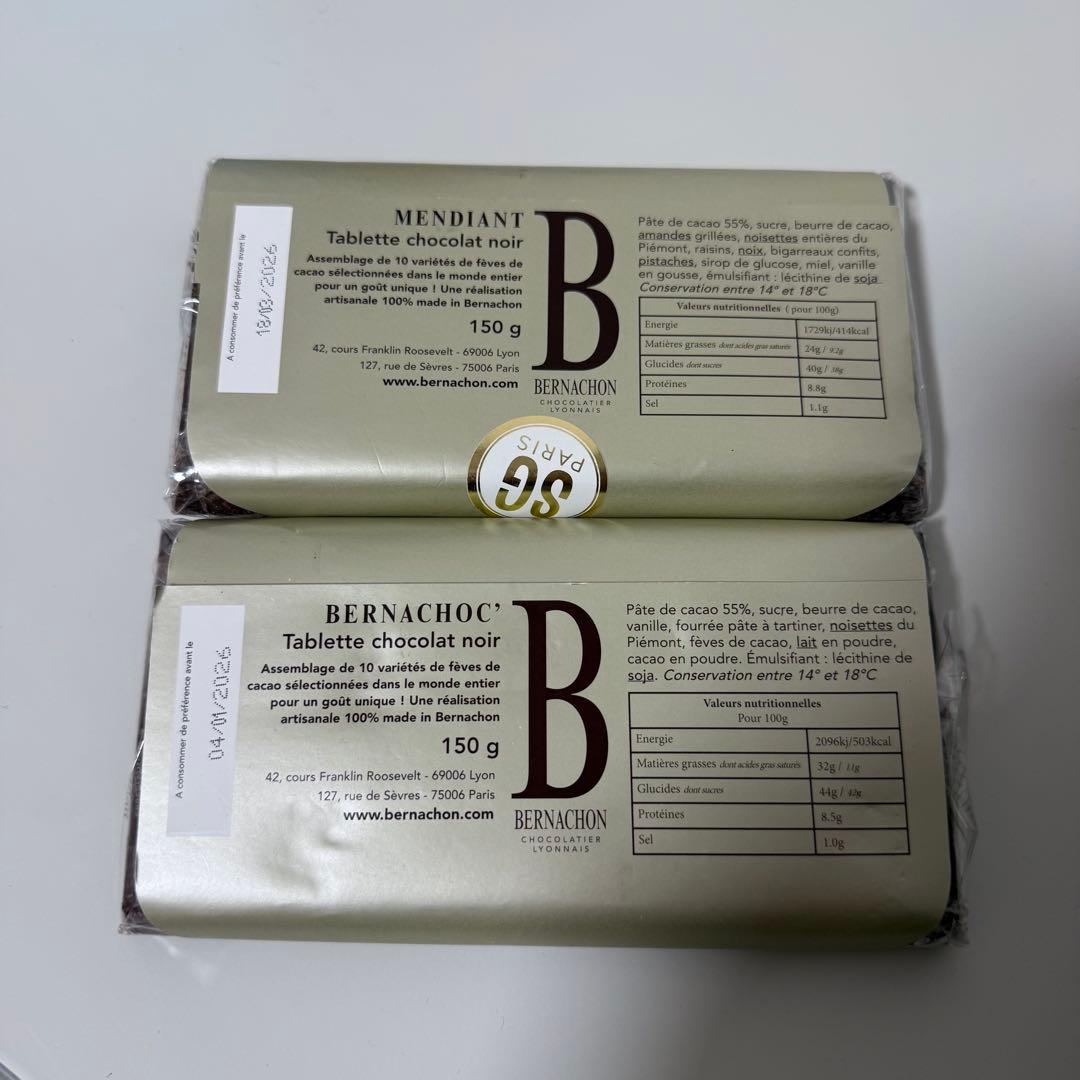 A consommer de préférence avant le
MENDIANT
Tablette chocolat noir
Assemblage de 10 variétés de fèves de
cacao sélectionnées dans le monde entier
pour un goût unique ! Une réalisation
artisanale 100% made in Bernachon
150 g
42, cours Franklin Roosevelt - 69006 Lyon
127, rue de Sèvres - 75006 Paris
www.bernachon.com
B
BERNACHON
CHOCOLATIER
LYONNAIS
Pâte de cacao 55%, sucre, beurre de cacao,
amandes grillées, noisettes entières du
Piémont, raisins, noix, bigarreaux confits,
pistaches, sirop de glucose, miel, vanille
en gousse, émulsifiant : lécithine de soja
Conservation entre 14° et 18°C
Valeurs nutritionnelles ( pour 100g)
Energie 1729kj/414kcal
Matières grasses dont acides gras saturés 24g / 9.2g
Glucides dont sucres 40g / 38g
Protéines 8.8g
Sel 1.1g
SG
PARIS
A consommer de préférence avant le
04/01/2026
BERNACHOC'
Tablette chocolat noir
Assemblage de 10 variétés de fèves de
cacao sélectionnées dans le monde entier
pour un goût unique ! Une réalisation
artisanale 100% made in Bernachon
150 g
42, cours Franklin Roosevelt - 69006 Lyon
127, rue de Sèvres - 75006 Paris
www.bernachon.com
B
BERNACHON
CHOCOLATIER
LYONNAIS
Pâte de cacao 55%, sucre, beurre de cacao,
vanille, fourrée pâte à tartiner, noisettes du
Piémont, fèves de cacao, lait en poudre,
cacao en poudre. Émulsifiant : lécithine de
soja. Conservation entre 14° et 18°C
Valeurs nutritionnelles
Pour 100g
Energie 2096kj/503kcal
Matières grasses dont acides gras saturés 32g / 11g
Glucides dont sucres 44g / 42g
Protéines 8.5g
Sel 1.0g